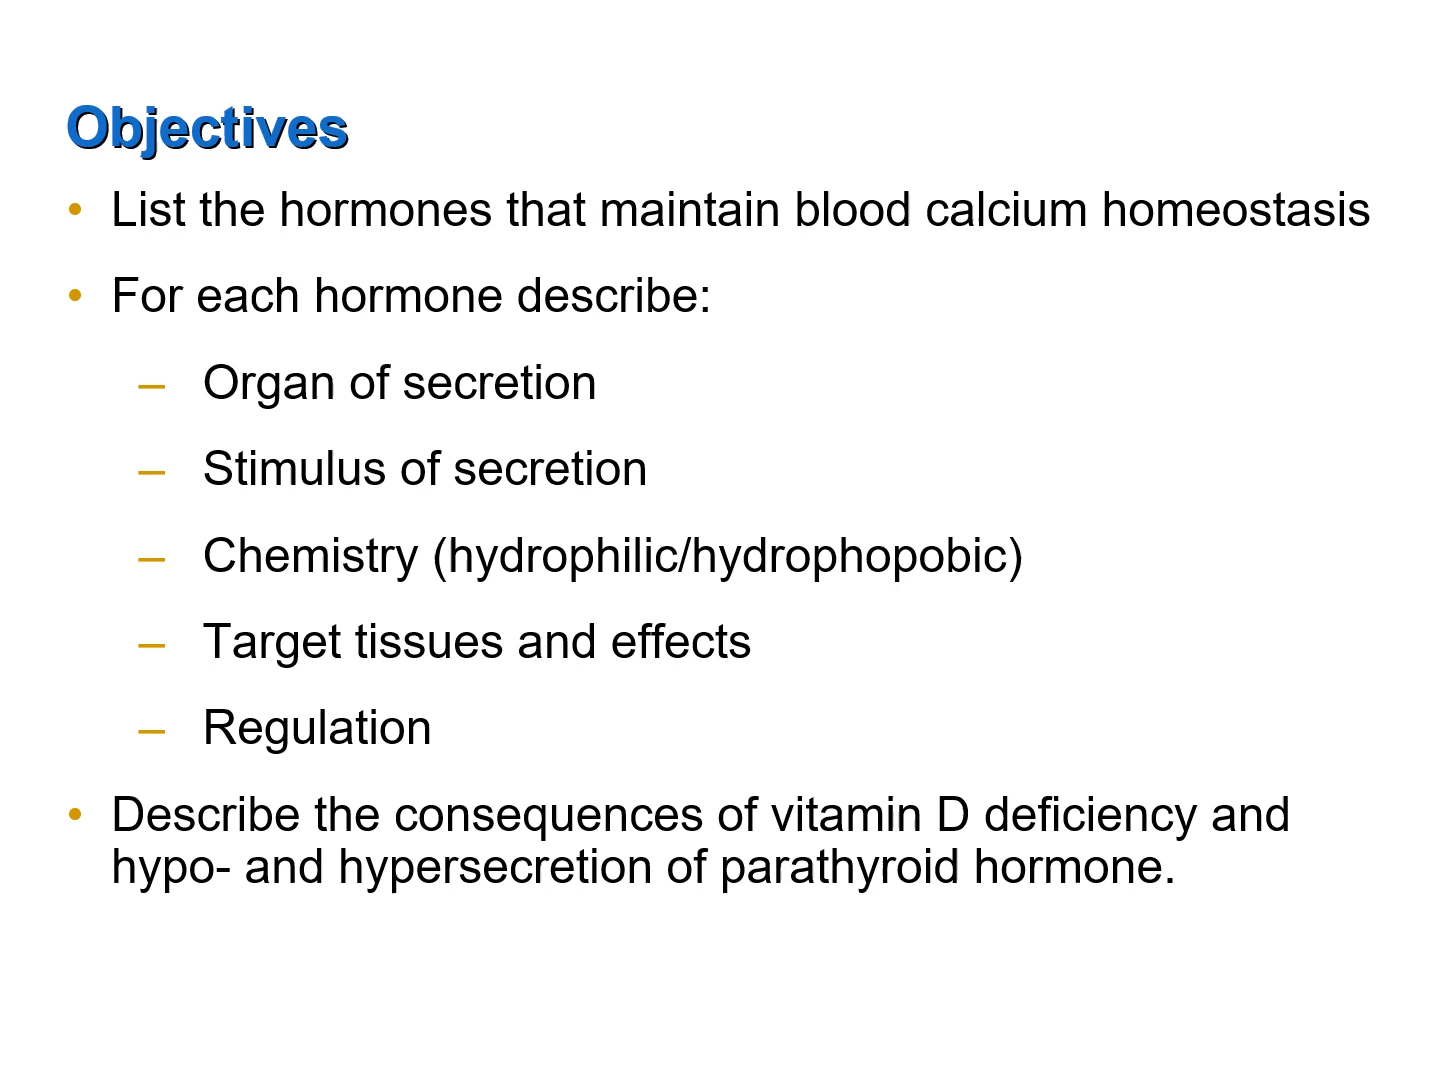 Objectives
• List the hormones that maintain blood calcium homeostasis
• For each hormone describe:
– Organ of secretion
– Stimulus of secretion
– Chemistry (hydrophilic/hydrophopobic)
– Target tissues and effects
– Regulation
• Describe the consequences of vitamin D deficiency and
hypo- and hypersecretion of parathyroid hormone.